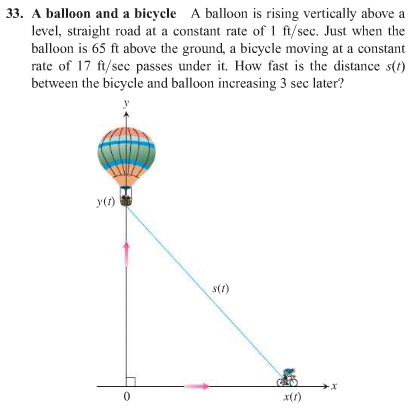 33. A balloon and a bicycle A balloon is rising vertically above a
level, straight road at a constant rate of 1 ft/sec. Just when the
balloon is 65 ft above the ground, a bicycle moving at a constant
rate of 17 ft/sec passes under it. How fast is the distance s(t)
between the bicycle and balloon increasing 3 sec later?
y
y(t)
s(t)
x
0
x(t)